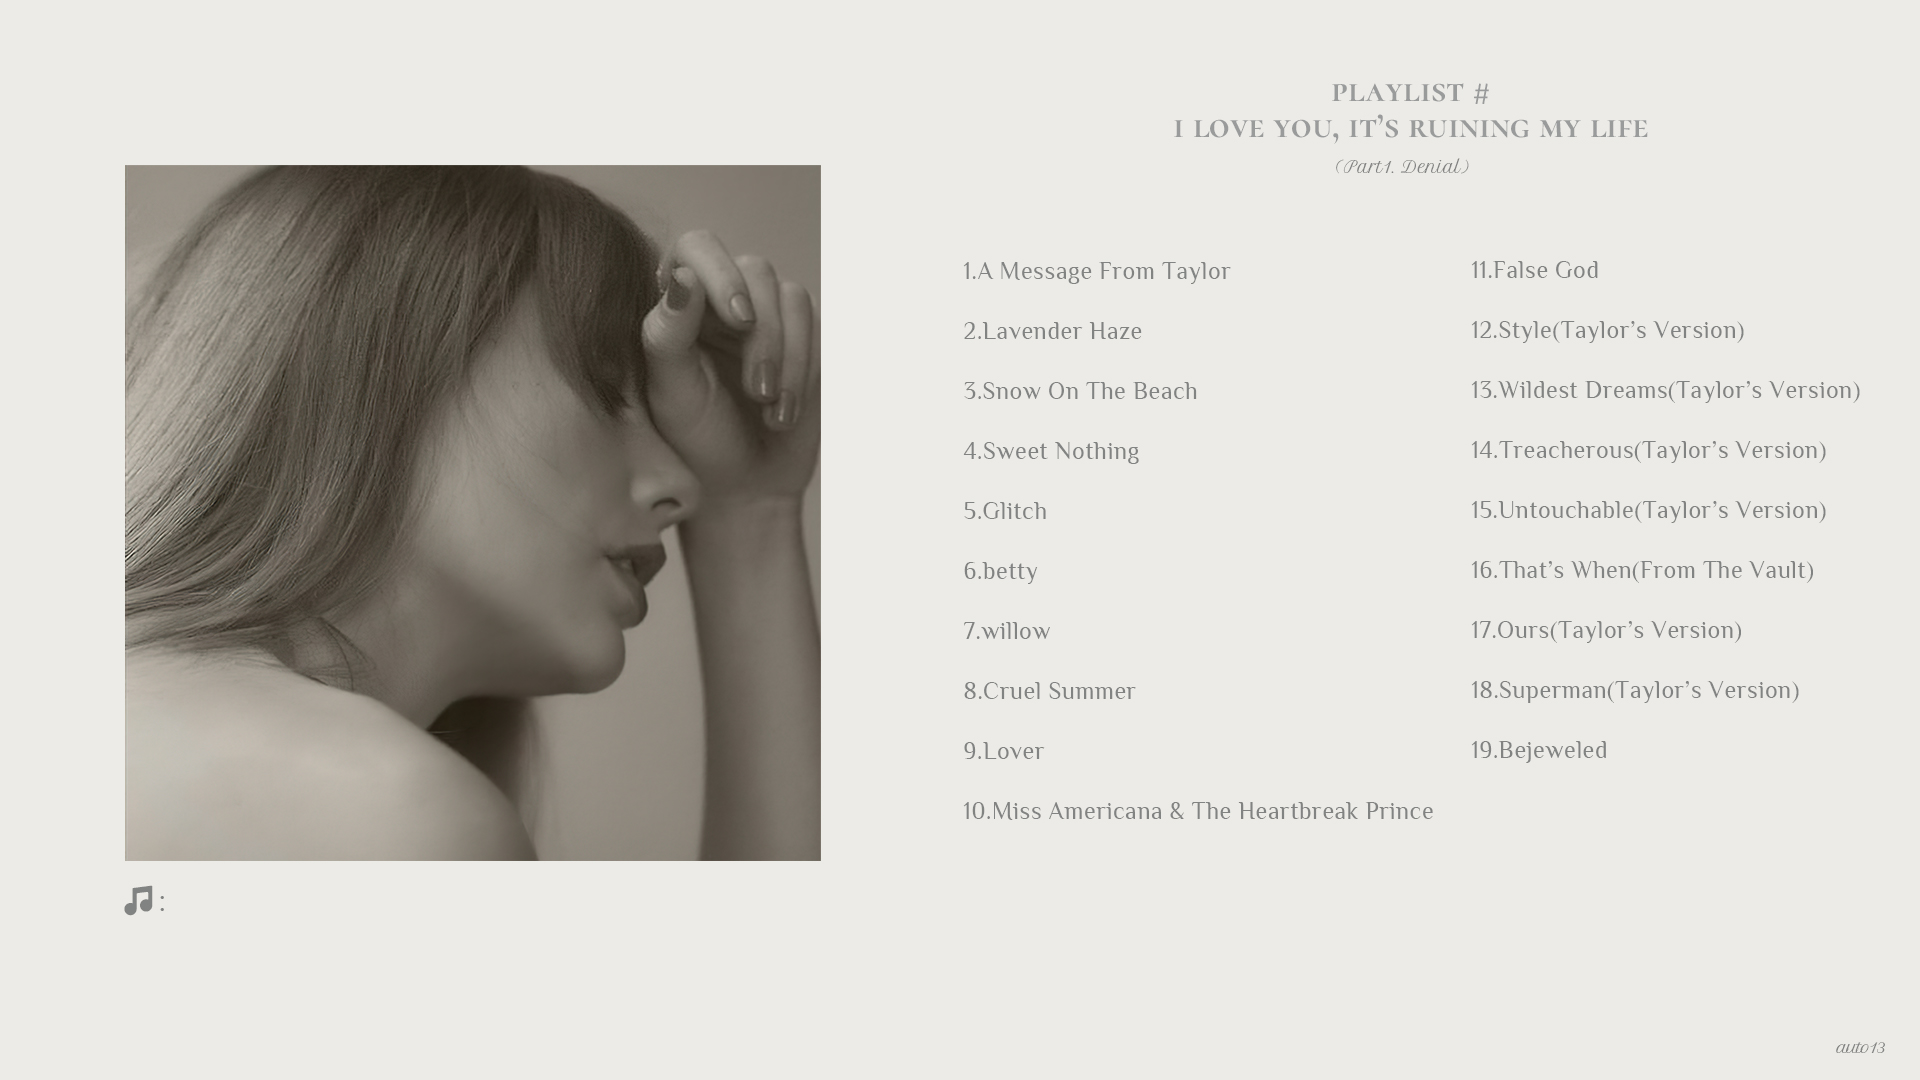 PLAYLIST #
I LOVE YOU, IT’S RUINING MY LIFE
(Part1. Denial)
1.A Message From Taylor
2.Lavender Haze
3.Snow On The Beach
4.Sweet Nothing
5.Glitch
6.betty
7.willow
8.Cruel Summer
9.Lover
10.Miss Americana & The Heartbreak Prince
11.False God
12.Style(Taylor’s Version)
13.Wildest Dreams(Taylor’s Version)
14.Treacherous(Taylor’s Version)
15.Untouchable(Taylor’s Version)
16.That’s When(From The Vault)
17.Ours(Taylor’s Version)
18.Superman(Taylor’s Version)
19.Bejeweled
:
auto13